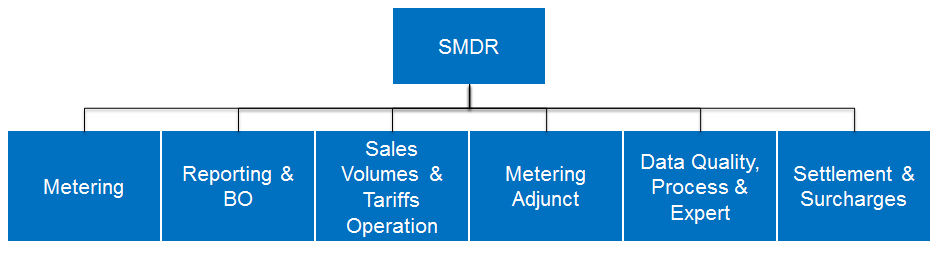 SMDR
Metering
Reporting &
BO
Sales
Volumes &
Tariffs
Operation
Metering
Adjunct
Data Quality,
Process &
Expert
Settlement &
Surcharges